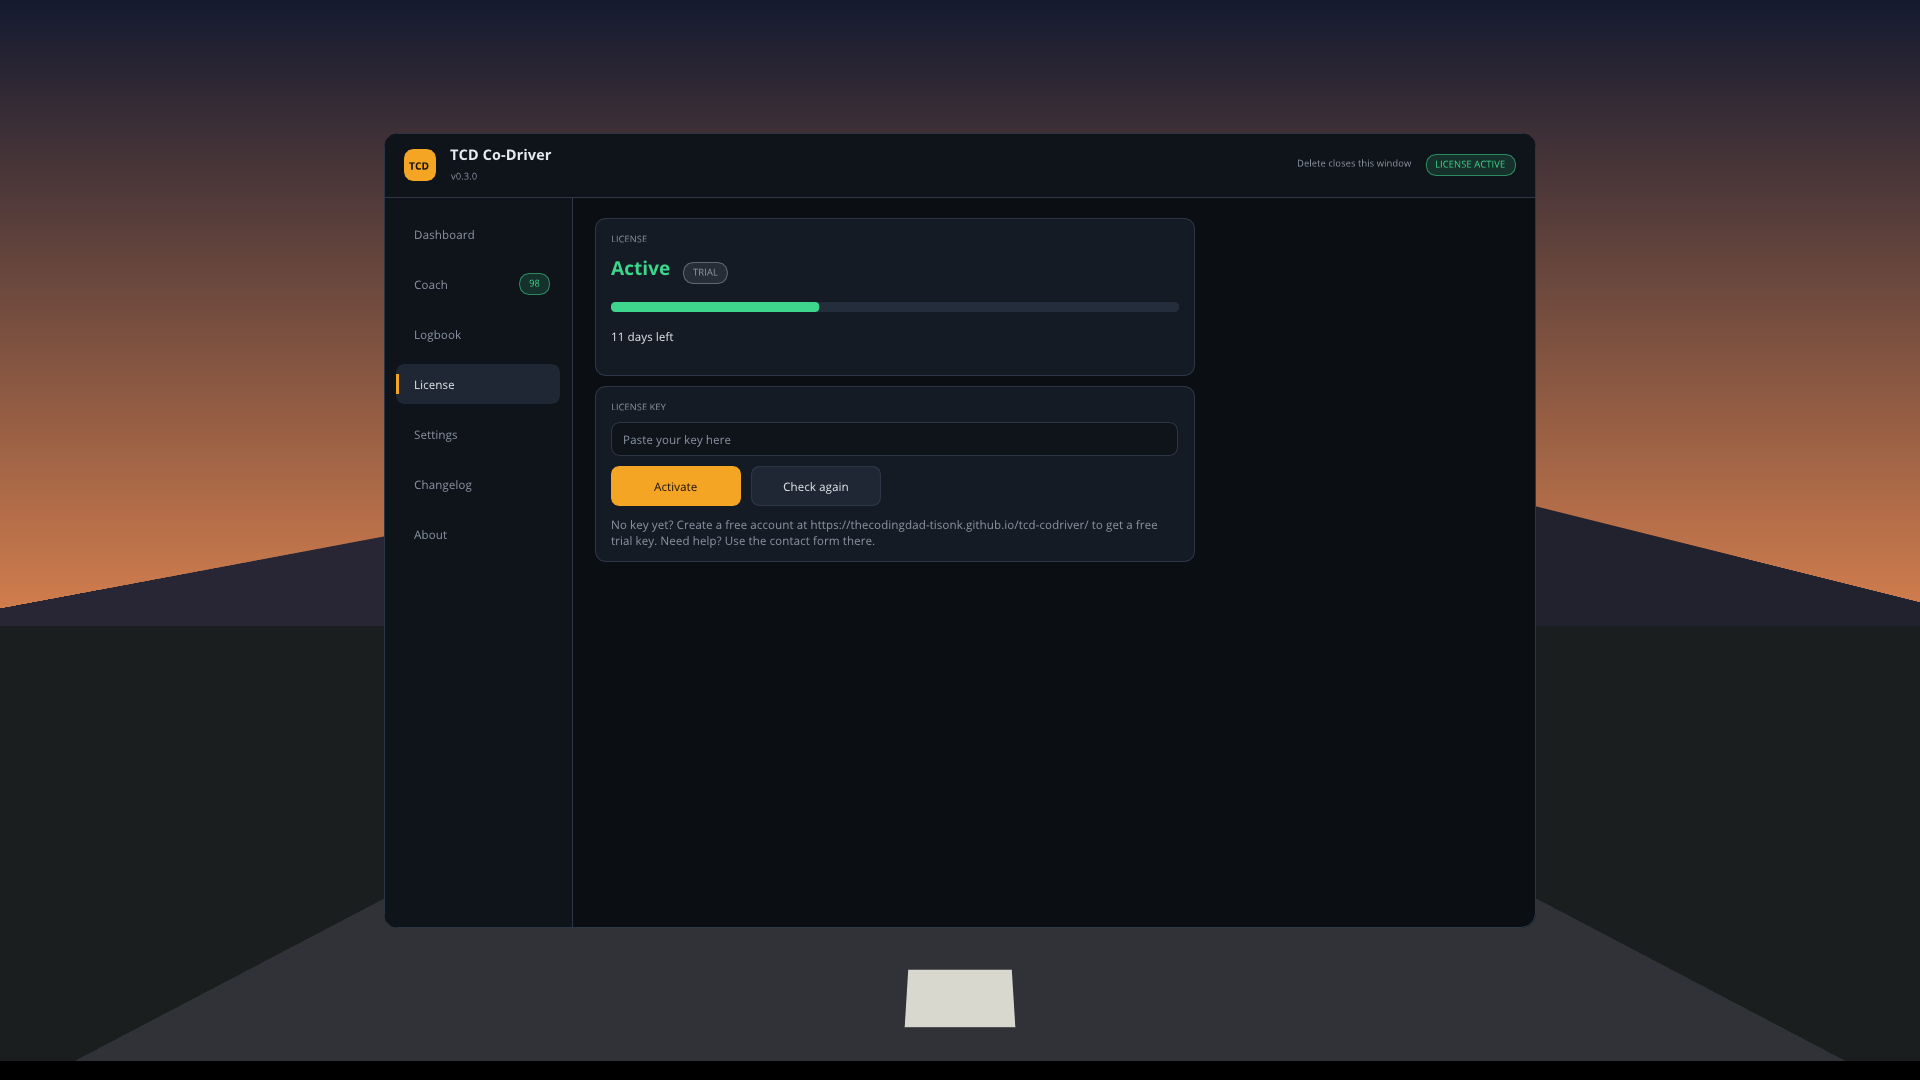 TCD
TCD Co-Driver
v0.3.0
Delete closes this window
LICENSE ACTIVE
Dashboard
Coach
98
Logbook
License
Settings
Changelog
About
LICENSE
Active
TRIAL
11 days left
LICENSE KEY
Paste your key here
Activate
Check again
No key yet? Create a free account at https://thecodingdad-tisonk.github.io/tcd-codriver/ to get a free
trial key. Need help? Use the contact form there.